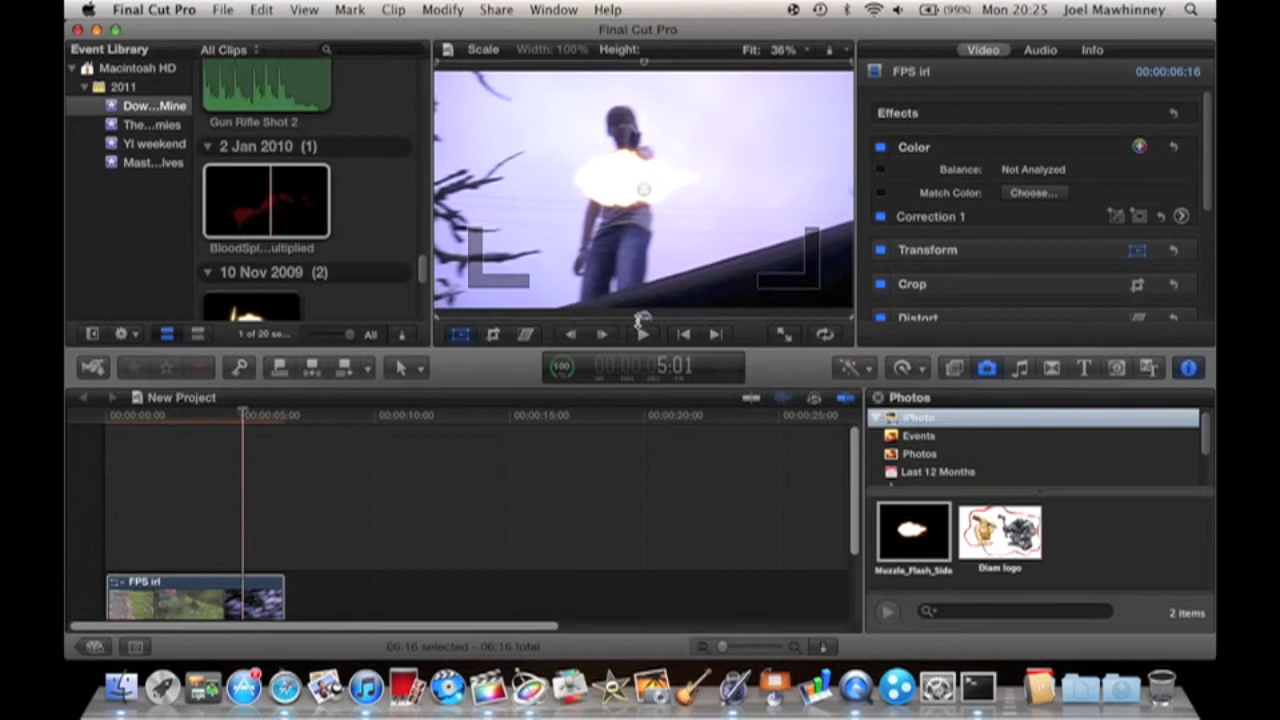 Final Cut Pro File Edit View Mark Clip Modify Share Window Help (99%) Mon 20:25 Joel Mawhinney
Final Cut Pro
Event Library All Clips Scale Width: 100% Height: Fit: 36% Video Audio Info
Macintosh HD
2011
Dow...Mine
The...mies
YI weekend
Mast...lves
Gun Rifle Shot 2
2 Jan 2010 (1)
BloodSpl...ultiplied
10 Nov 2009 (2)
1 of 20 se... All
FPS irl 00:00:06:16
Effects
Color
Balance: Not Analyzed
Match Color: Choose...
Correction 1
Transform
Crop
Distort
100 5:01
New Project
00:00:00:00 00:00:05:00 00:00:10:00 00:00:15:00 00:00:20:00 00:00:25:00
FPS irl
06:16 selected - 06:16 total
Photos
iPhoto
Events
Photos
Last 12 Months
Muzzle_Flash_Side
Diam logo
2 items